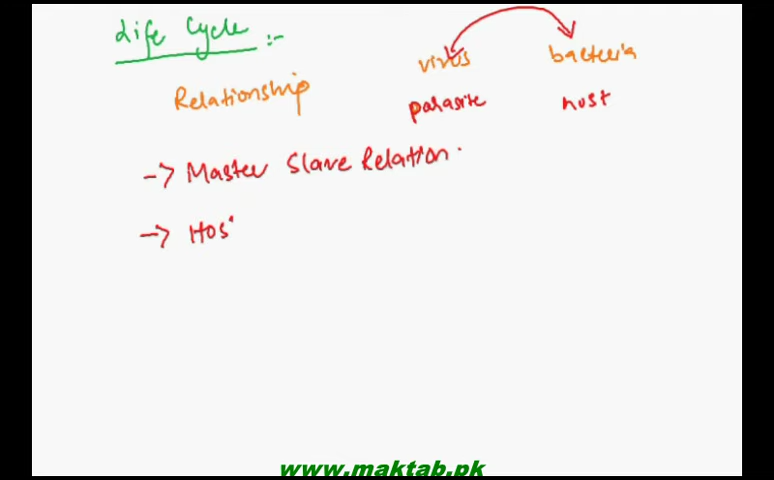 Life Cycle :-
virus bacteria
Relationship
parasite host
→ Master Slave Relation.
→ Hos
www.maktab.pk